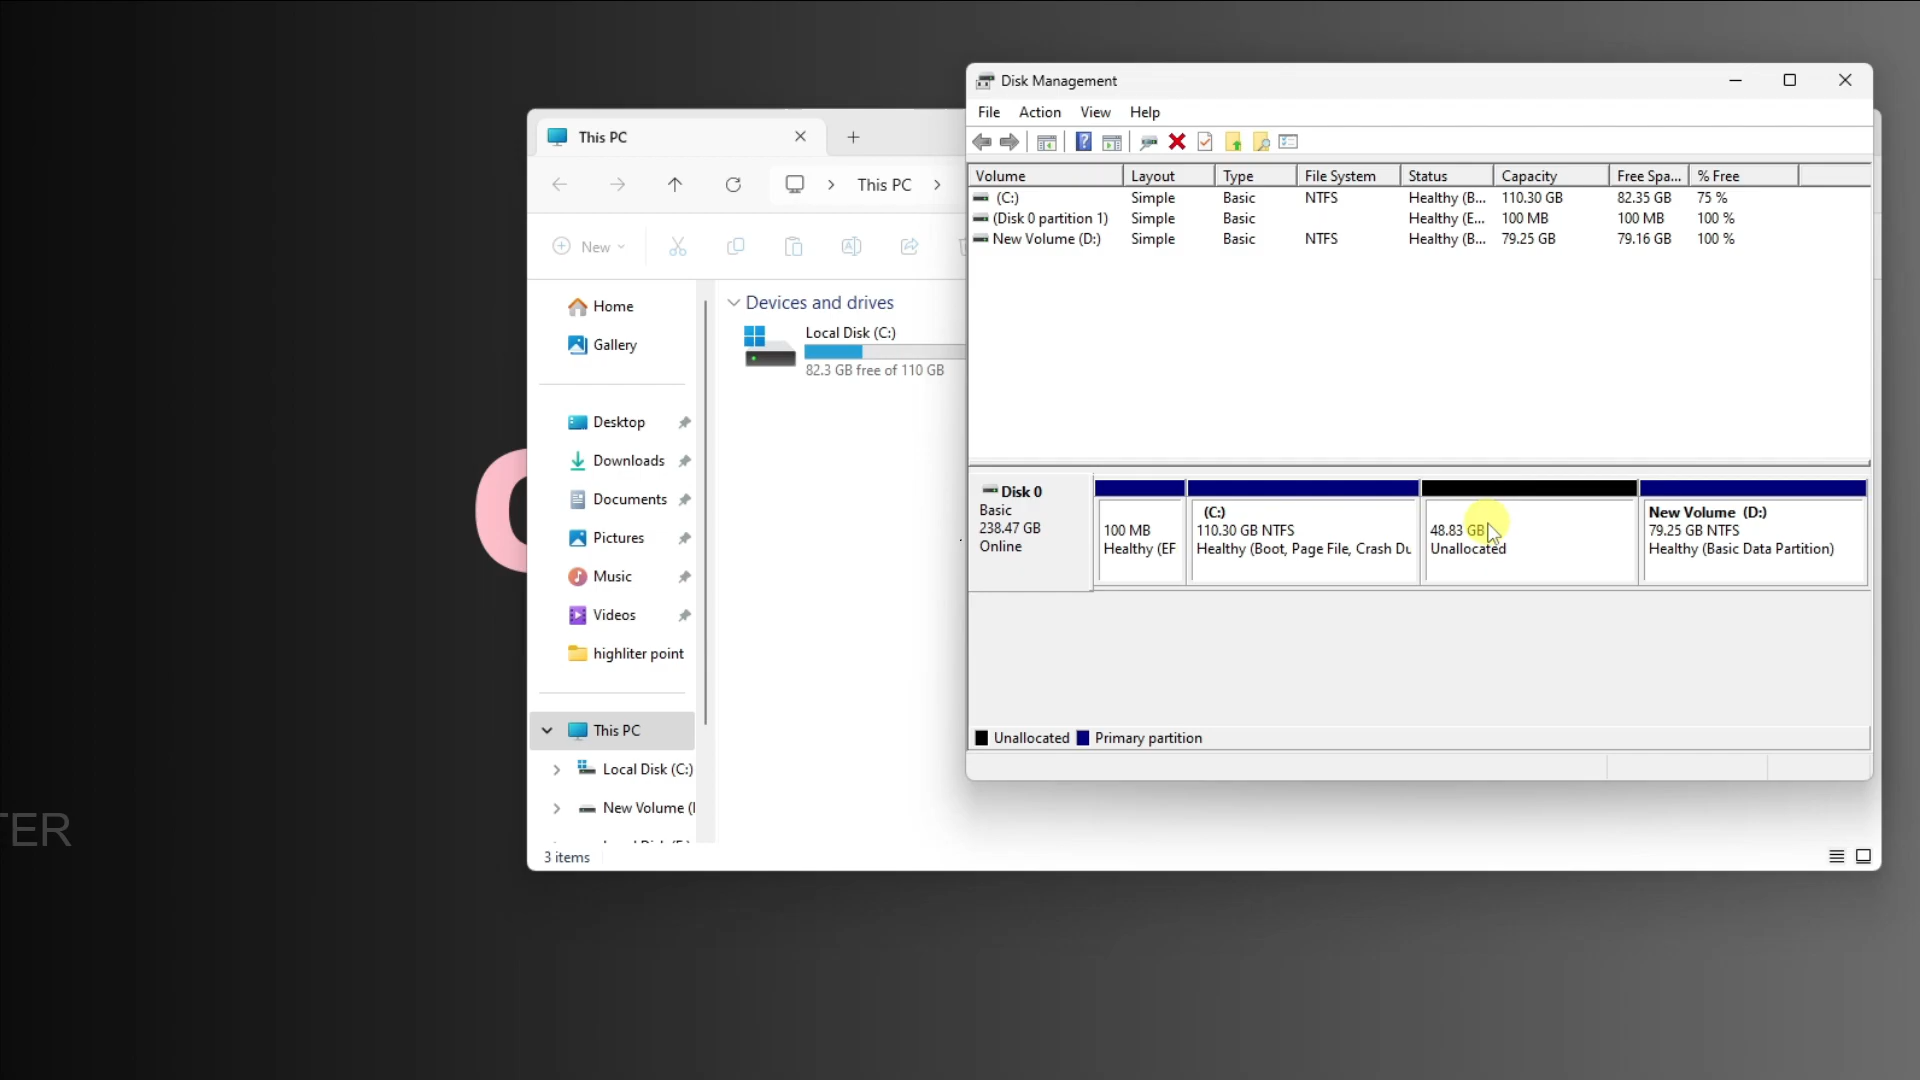 Disk Management
File Action View Help
Volume Layout Type File System Status Capacity Free Spa... % Free
(C:) Simple Basic NTFS Healthy (B... 110.30 GB 82.35 GB 75 %
(Disk 0 partition 1) Simple Basic Healthy (E... 100 MB 100 MB 100 %
New Volume (D:) Simple Basic NTFS Healthy (B... 79.25 GB 79.16 GB 100 %
Disk 0
Basic
238.47 GB
Online
100 MB
Healthy (EF
(C:)
110.30 GB NTFS
Healthy (Boot, Page File, Crash Du
48.83 GB
Unallocated
New Volume (D:)
79.25 GB NTFS
Healthy (Basic Data Partition)
Unallocated Primary partition
This PC
This PC
New
Home
Gallery
Desktop
Downloads
Documents
Pictures
Music
Videos
highliter point
This PC
Local Disk (C:)
New Volume (
3 items
Devices and drives
Local Disk (C:)
82.3 GB free of 110 GB
TER